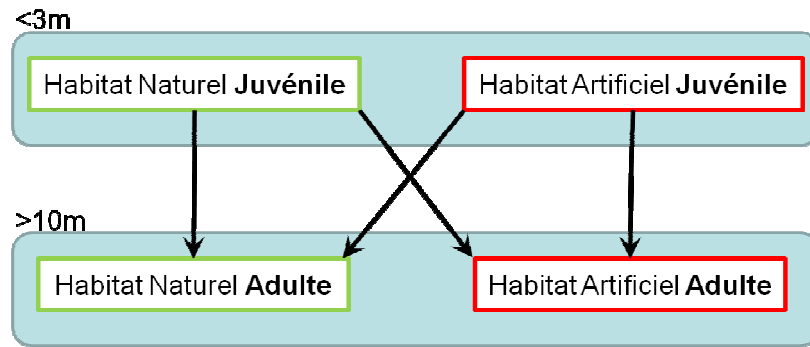 <3m
Habitat Naturel Juvénile
Habitat Artificiel Juvénile
>10m
Habitat Naturel Adulte
Habitat Artificiel Adulte